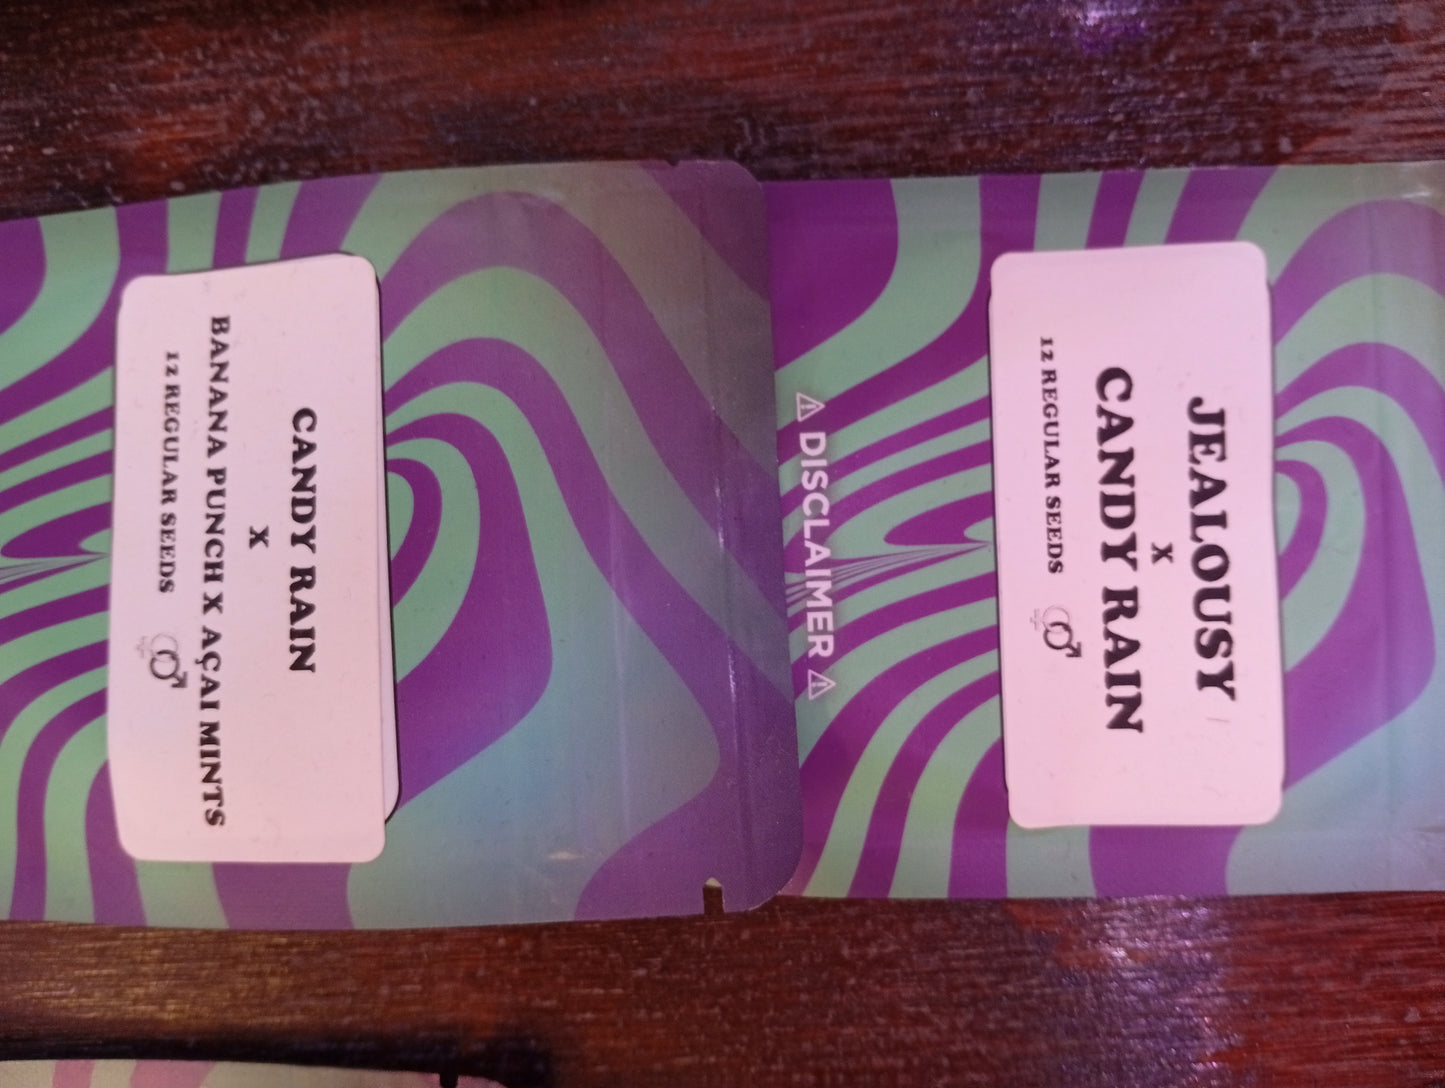 CANDY RAIN
X
BANANA PUNCH X AÇAI MINTS
12 REGULAR SEEDS
⚠ DISCLAIMER ⚠
JEALOUSY
X
CANDY RAIN
12 REGULAR SEEDS